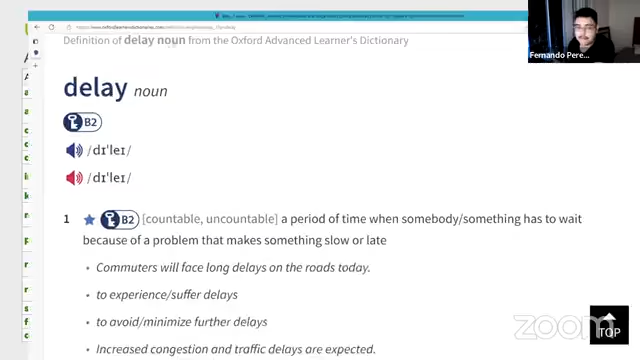 Definition of delay noun from the Oxford Advanced Learner's Dictionary
Fernando Pere...
delay noun
B2
/dɪˈleɪ/
/dɪˈleɪ/
1 B2 [countable, uncountable] a period of time when somebody/something has to wait
because of a problem that makes something slow or late
• Commuters will face long delays on the roads today.
• to experience/suffer delays
• to avoid/minimize further delays
• Increased congestion and traffic delays are expected.
TOP
zoom